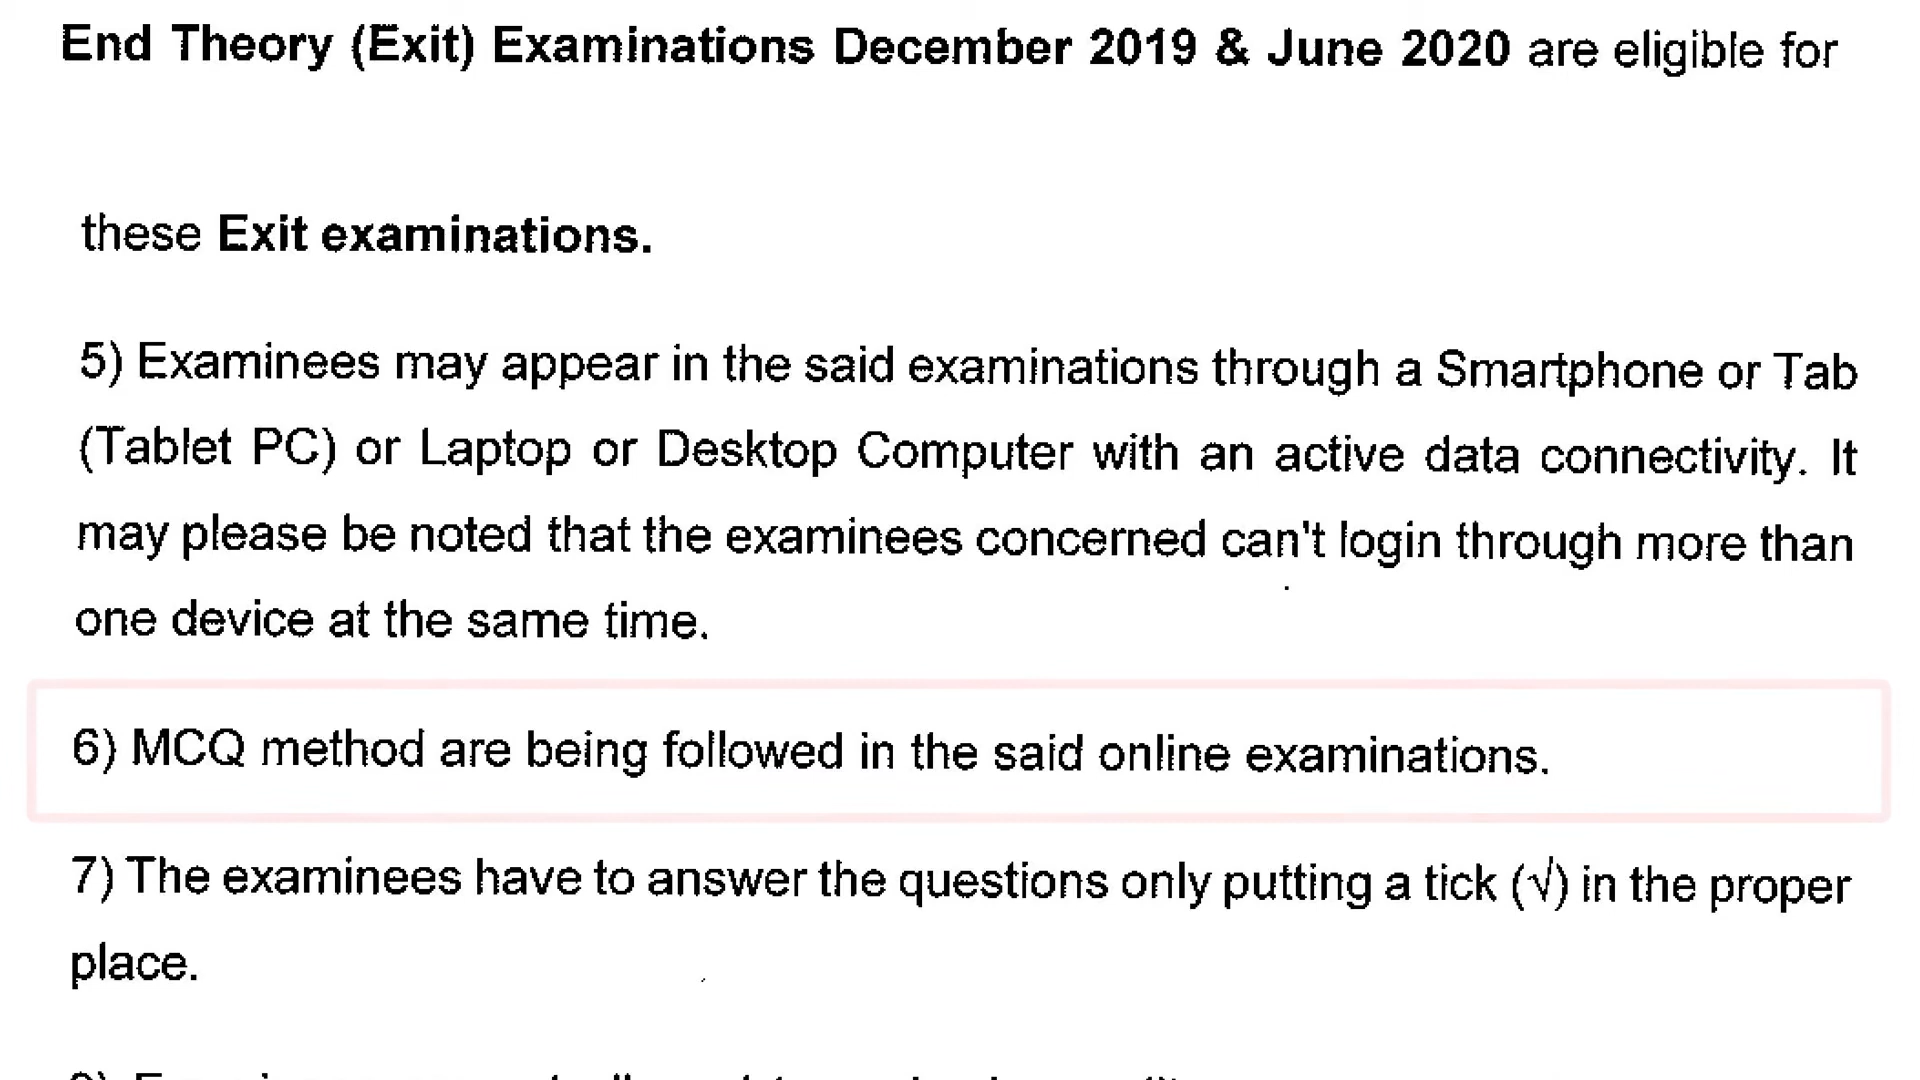 End Theory (Exit) Examinations December 2019 & June 2020 are eligible for
these Exit examinations.
5) Examinees may appear in the said examinations through a Smartphone or Tab
(Tablet PC) or Laptop or Desktop Computer with an active data connectivity. It
may please be noted that the examinees concerned can't login through more than
one device at the same time.
6) MCQ method are being followed in the said online examinations.
7) The examinees have to answer the questions only putting a tick (√) in the proper
place.